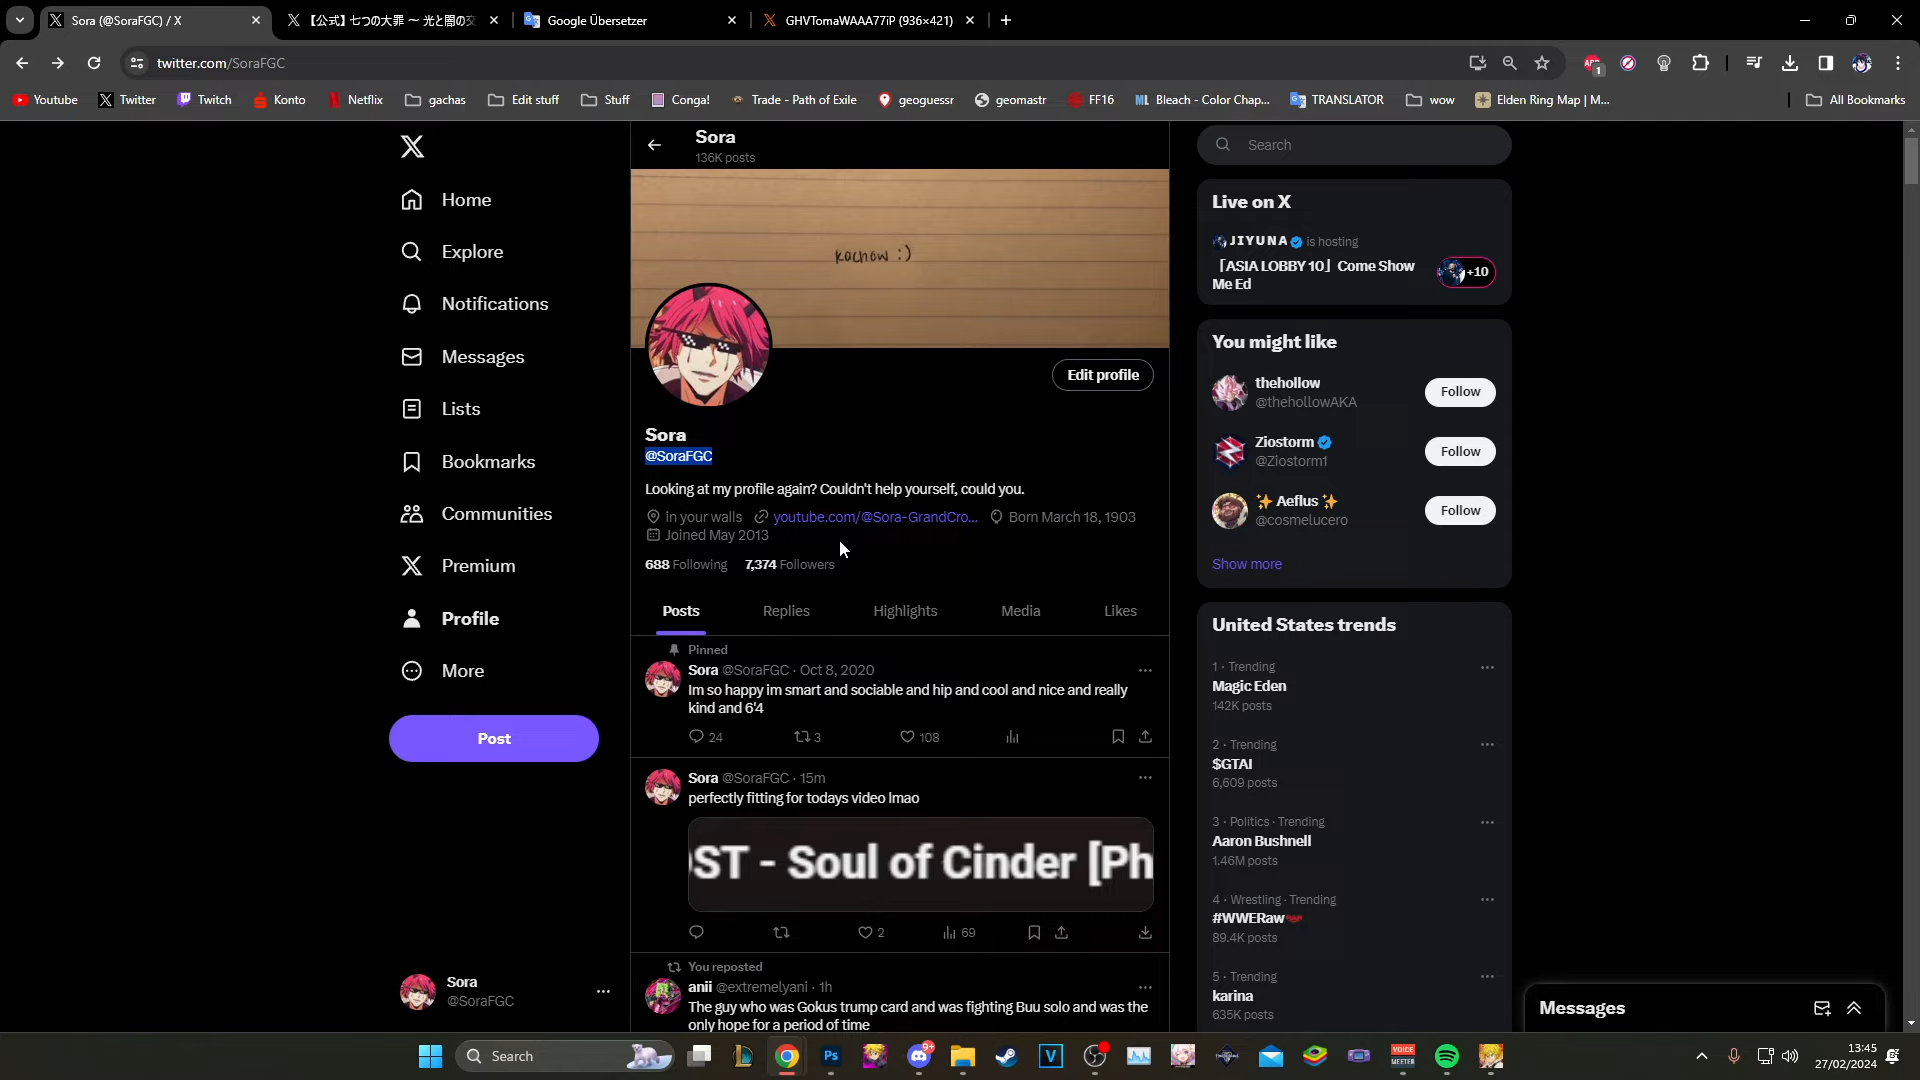 Sora (@SoraFGC) / X
【公式】七つの大罪 ～ 光と闇の交
Google Übersetzer
GHVTomaWAAA77iP (936×421)
twitter.com/SoraFGC
Youtube
Twitter
Twitch
Konto
Netflix
gachas
Edit stuff
Stuff
Conga!
Trade - Path of Exile
geoguessr
geomastr
FF16
Bleach - Color Chap...
TRANSLATOR
wow
Elden Ring Map | M...
All Bookmarks
Home
Explore
Notifications
Messages
Lists
Bookmarks
Communities
Premium
Profile
More
Post
Sora
@SoraFGC
Sora
136K posts
kachow :)
Edit profile
Sora
@SoraFGC
Looking at my profile again? Couldn't help yourself, could you.
in your walls youtube.com/@Sora-GrandCro... Born March 18, 1903
Joined May 2013
688 Following 7,374 Followers
Posts
Replies
Highlights
Media
Likes
Pinned
Sora @SoraFGC · Oct 8, 2020
Im so happy im smart and sociable and hip and cool and nice and really
kind and 6'4
24
3
108
Sora @SoraFGC · 15m
perfectly fitting for todays video lmao
ST - Soul of Cinder [Ph
2
69
You reposted
anii @extremelyani · 1h
The guy who was Gokus trump card and was fighting Buu solo and was the
only hope for a period of time
Search
Live on X
JIYUNA is hosting
「ASIA LOBBY 10」 Come Show
Me Ed
+10
You might like
thehollow
@thehollowAKA
Follow
Ziostorm
@Ziostorm1
Follow
✨ Aeflus ✨
@cosmelucero
Follow
Show more
United States trends
1 · Trending
Magic Eden
142K posts
2 · Trending
$GTAI
6,609 posts
3 · Politics · Trending
Aaron Bushnell
1.46M posts
4 · Wrestling · Trending
#WWERaw
89.4K posts
5 · Trending
karina
635K posts
Messages
Search
13:45
27/02/2024